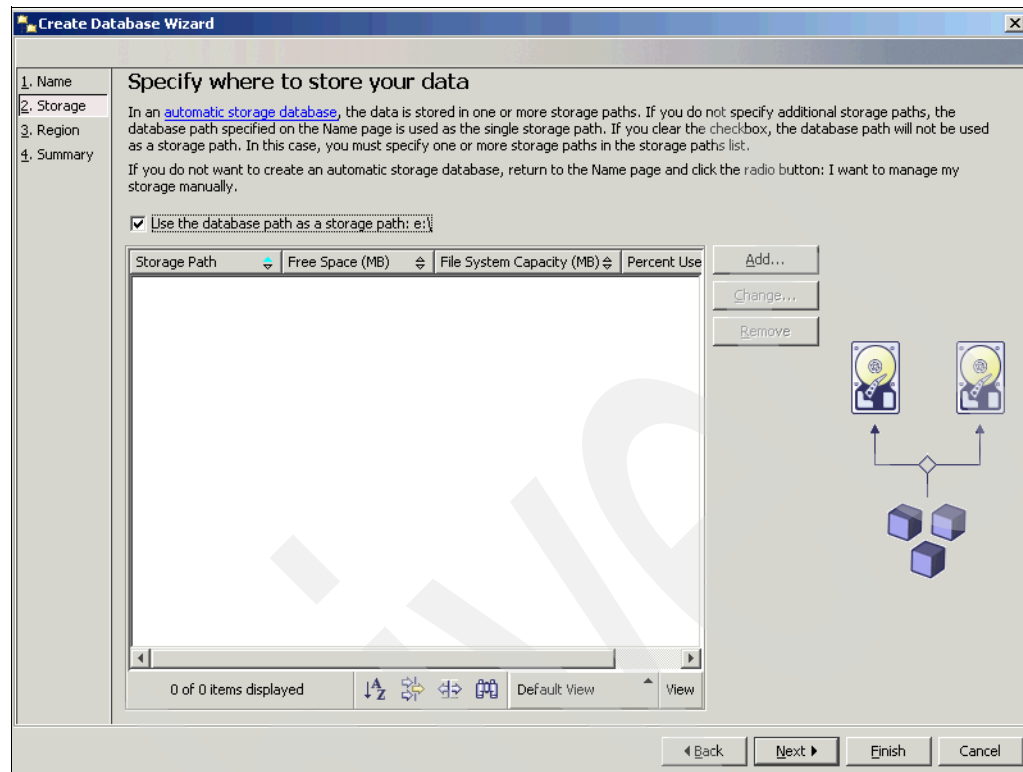 Create Database Wizard
1. Name
2. Storage
3. Region
4. Summary
Specify where to store your data
In an automatic storage database, the data is stored in one or more storage paths. If you do not specify additional storage paths, the
database path specified on the Name page is used as the single storage path. If you clear the checkbox, the database path will not be used
as a storage path. In this case, you must specify one or more storage paths in the storage paths list.
If you do not want to create an automatic storage database, return to the Name page and click the radio button: I want to manage my
storage manually.
Use the database path as a storage path: e:\
Storage Path Free Space (MB) File System Capacity (MB) Percent Use
Add...
Change...
Remove
0 of 0 items displayed
Default View
View
Back Next Finish Cancel